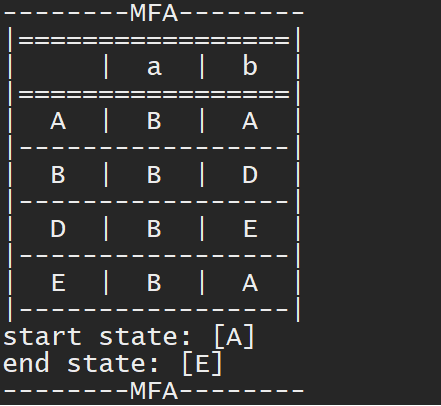 --------MFA--------
|=================|
|     |  a  |  b  |
|=================|
|  A  |  B  |  A  |
|-----------------|
|  B  |  B  |  D  |
|-----------------|
|  D  |  B  |  E  |
|-----------------|
|  E  |  B  |  A  |
|-----------------|
start state: [A]
end state: [E]
--------MFA--------